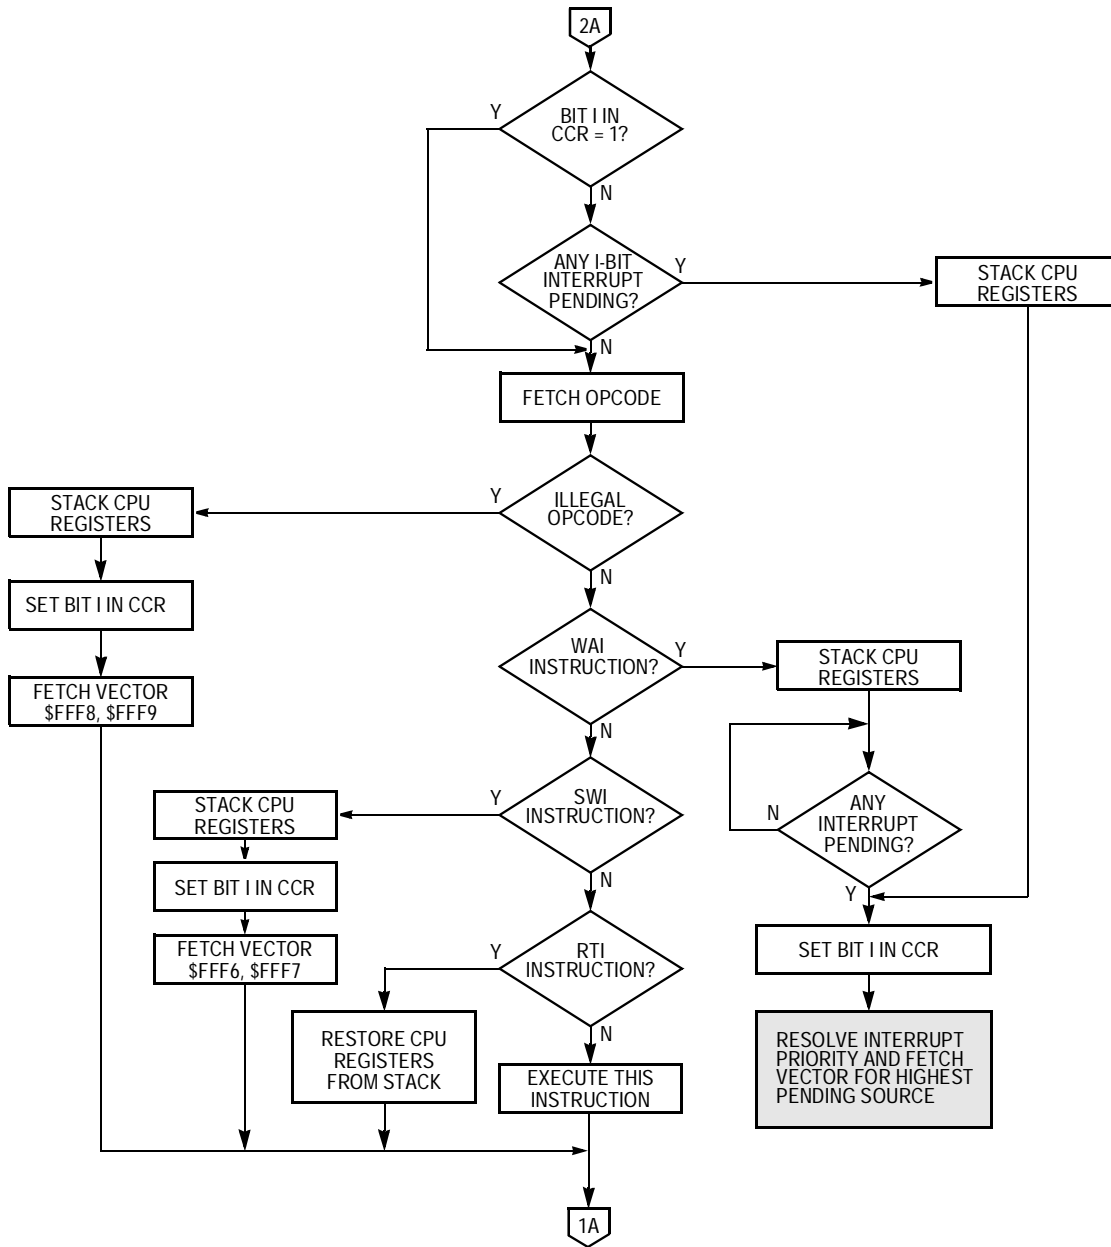 2A
BIT I IN
CCR = 1?
Y
N
ANY I-BIT
INTERRUPT
PENDING?
Y
N
STACK CPU
REGISTERS
FETCH OPCODE
ILLEGAL
OPCODE?
Y
N
STACK CPU
REGISTERS
SET BIT I IN CCR
FETCH VECTOR
$FFF8, $FFF9
WAI
INSTRUCTION?
Y
N
STACK CPU
REGISTERS
ANY
INTERRUPT
PENDING?
N
Y
SWI
INSTRUCTION?
Y
N
STACK CPU
REGISTERS
SET BIT I IN CCR
FETCH VECTOR
$FFF6, $FFF7
RTI
INSTRUCTION?
Y
N
SET BIT I IN CCR
RESTORE CPU
REGISTERS
FROM STACK
EXECUTE THIS
INSTRUCTION
RESOLVE INTERRUPT
PRIORITY AND FETCH
VECTOR FOR HIGHEST
PENDING SOURCE
1A